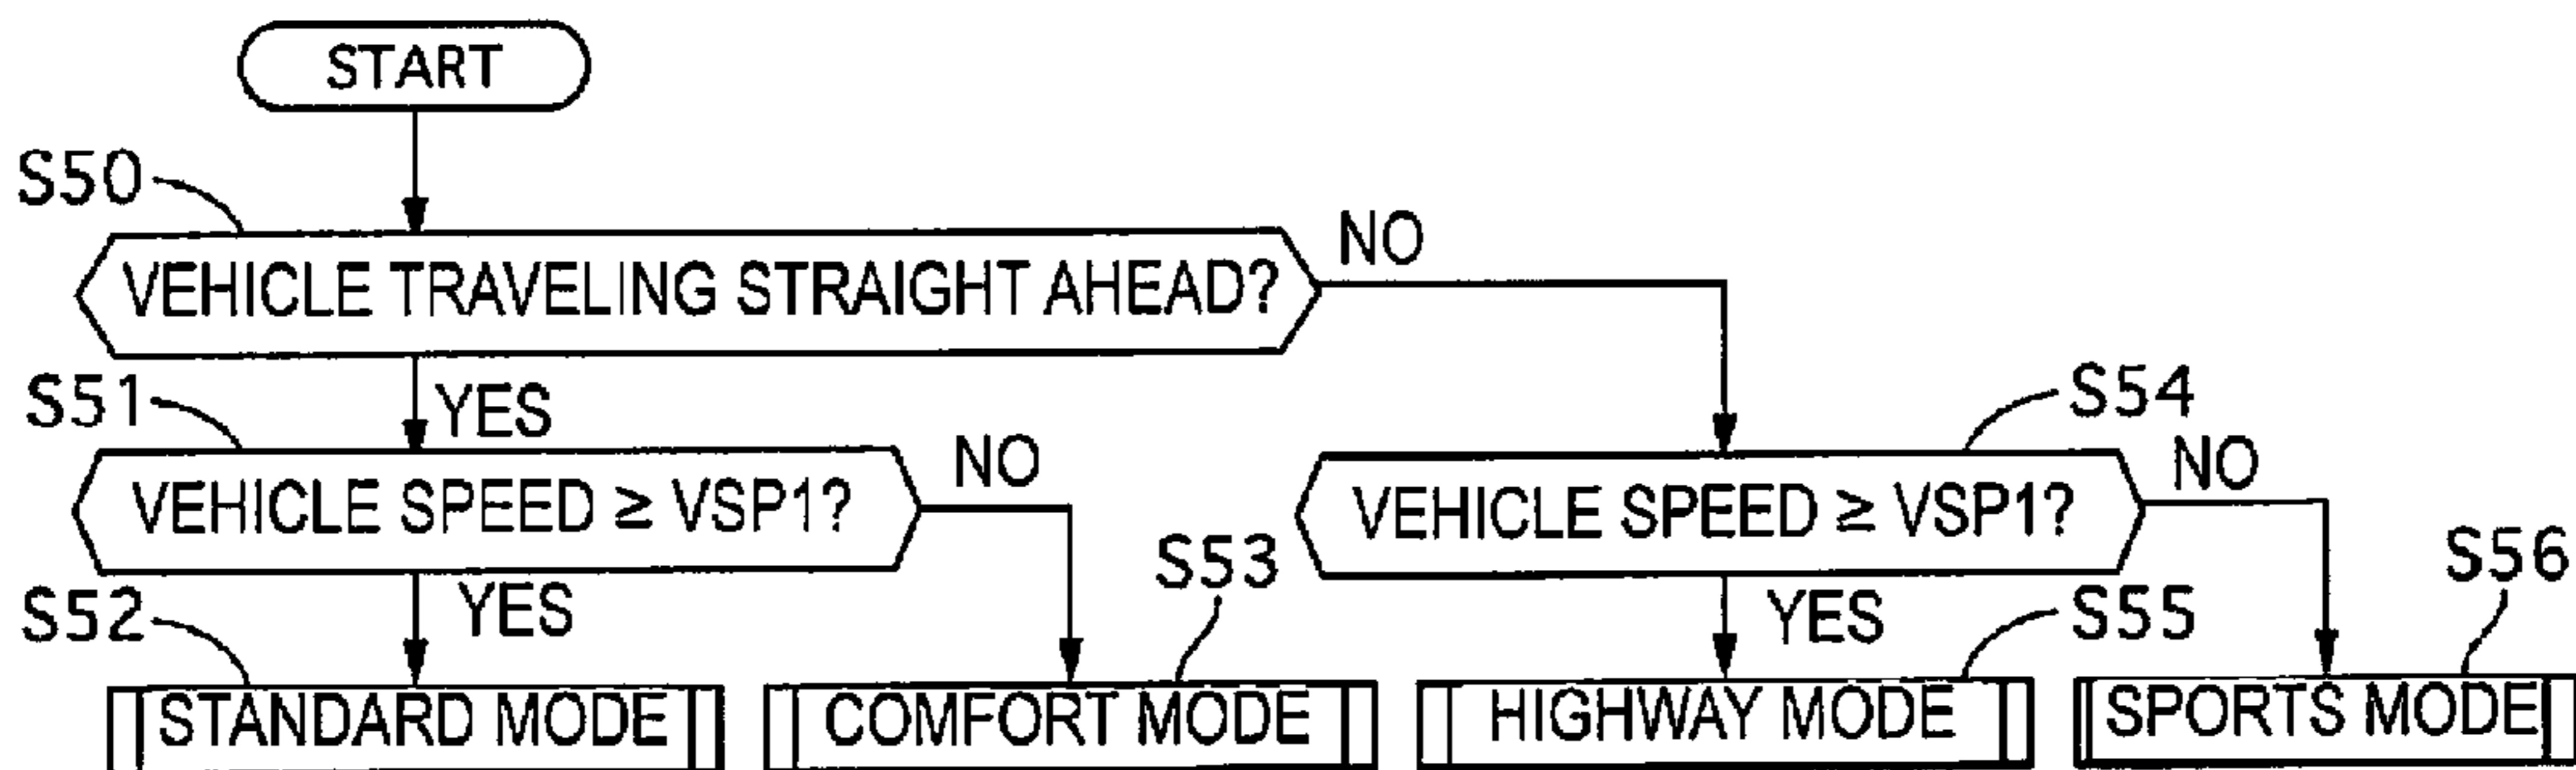 START
S50
VEHICLE TRAVELING STRAIGHT AHEAD?
NO
S51
YES
S54
VEHICLE SPEED ≥ VSP1?
NO
VEHICLE SPEED ≥ VSP1?
NO
S52
YES
S53
YES
S55
S56
STANDARD MODE
COMFORT MODE
HIGHWAY MODE
SPORTS MODE